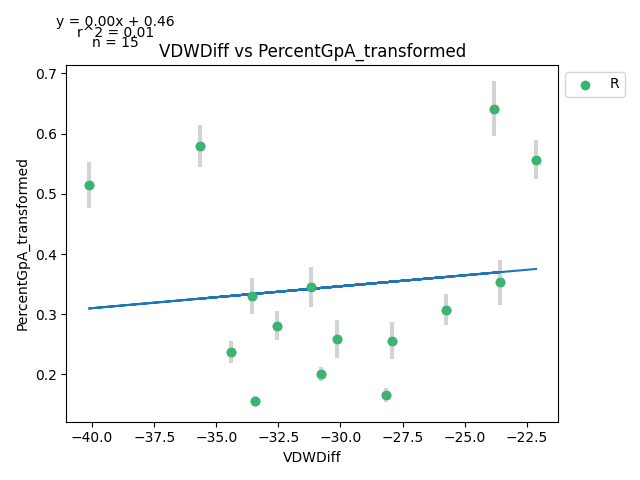 y = 0.00x + 0.46
r^2 = 0.01
n = 15
VDWDiff vs PercentGpA_transformed
R
0.7
0.6
0.5
0.4
0.3
0.2
PercentGpA_transformed
−40.0 −37.5 −35.0 −32.5 −30.0 −27.5 −25.0 −22.5
VDWDiff